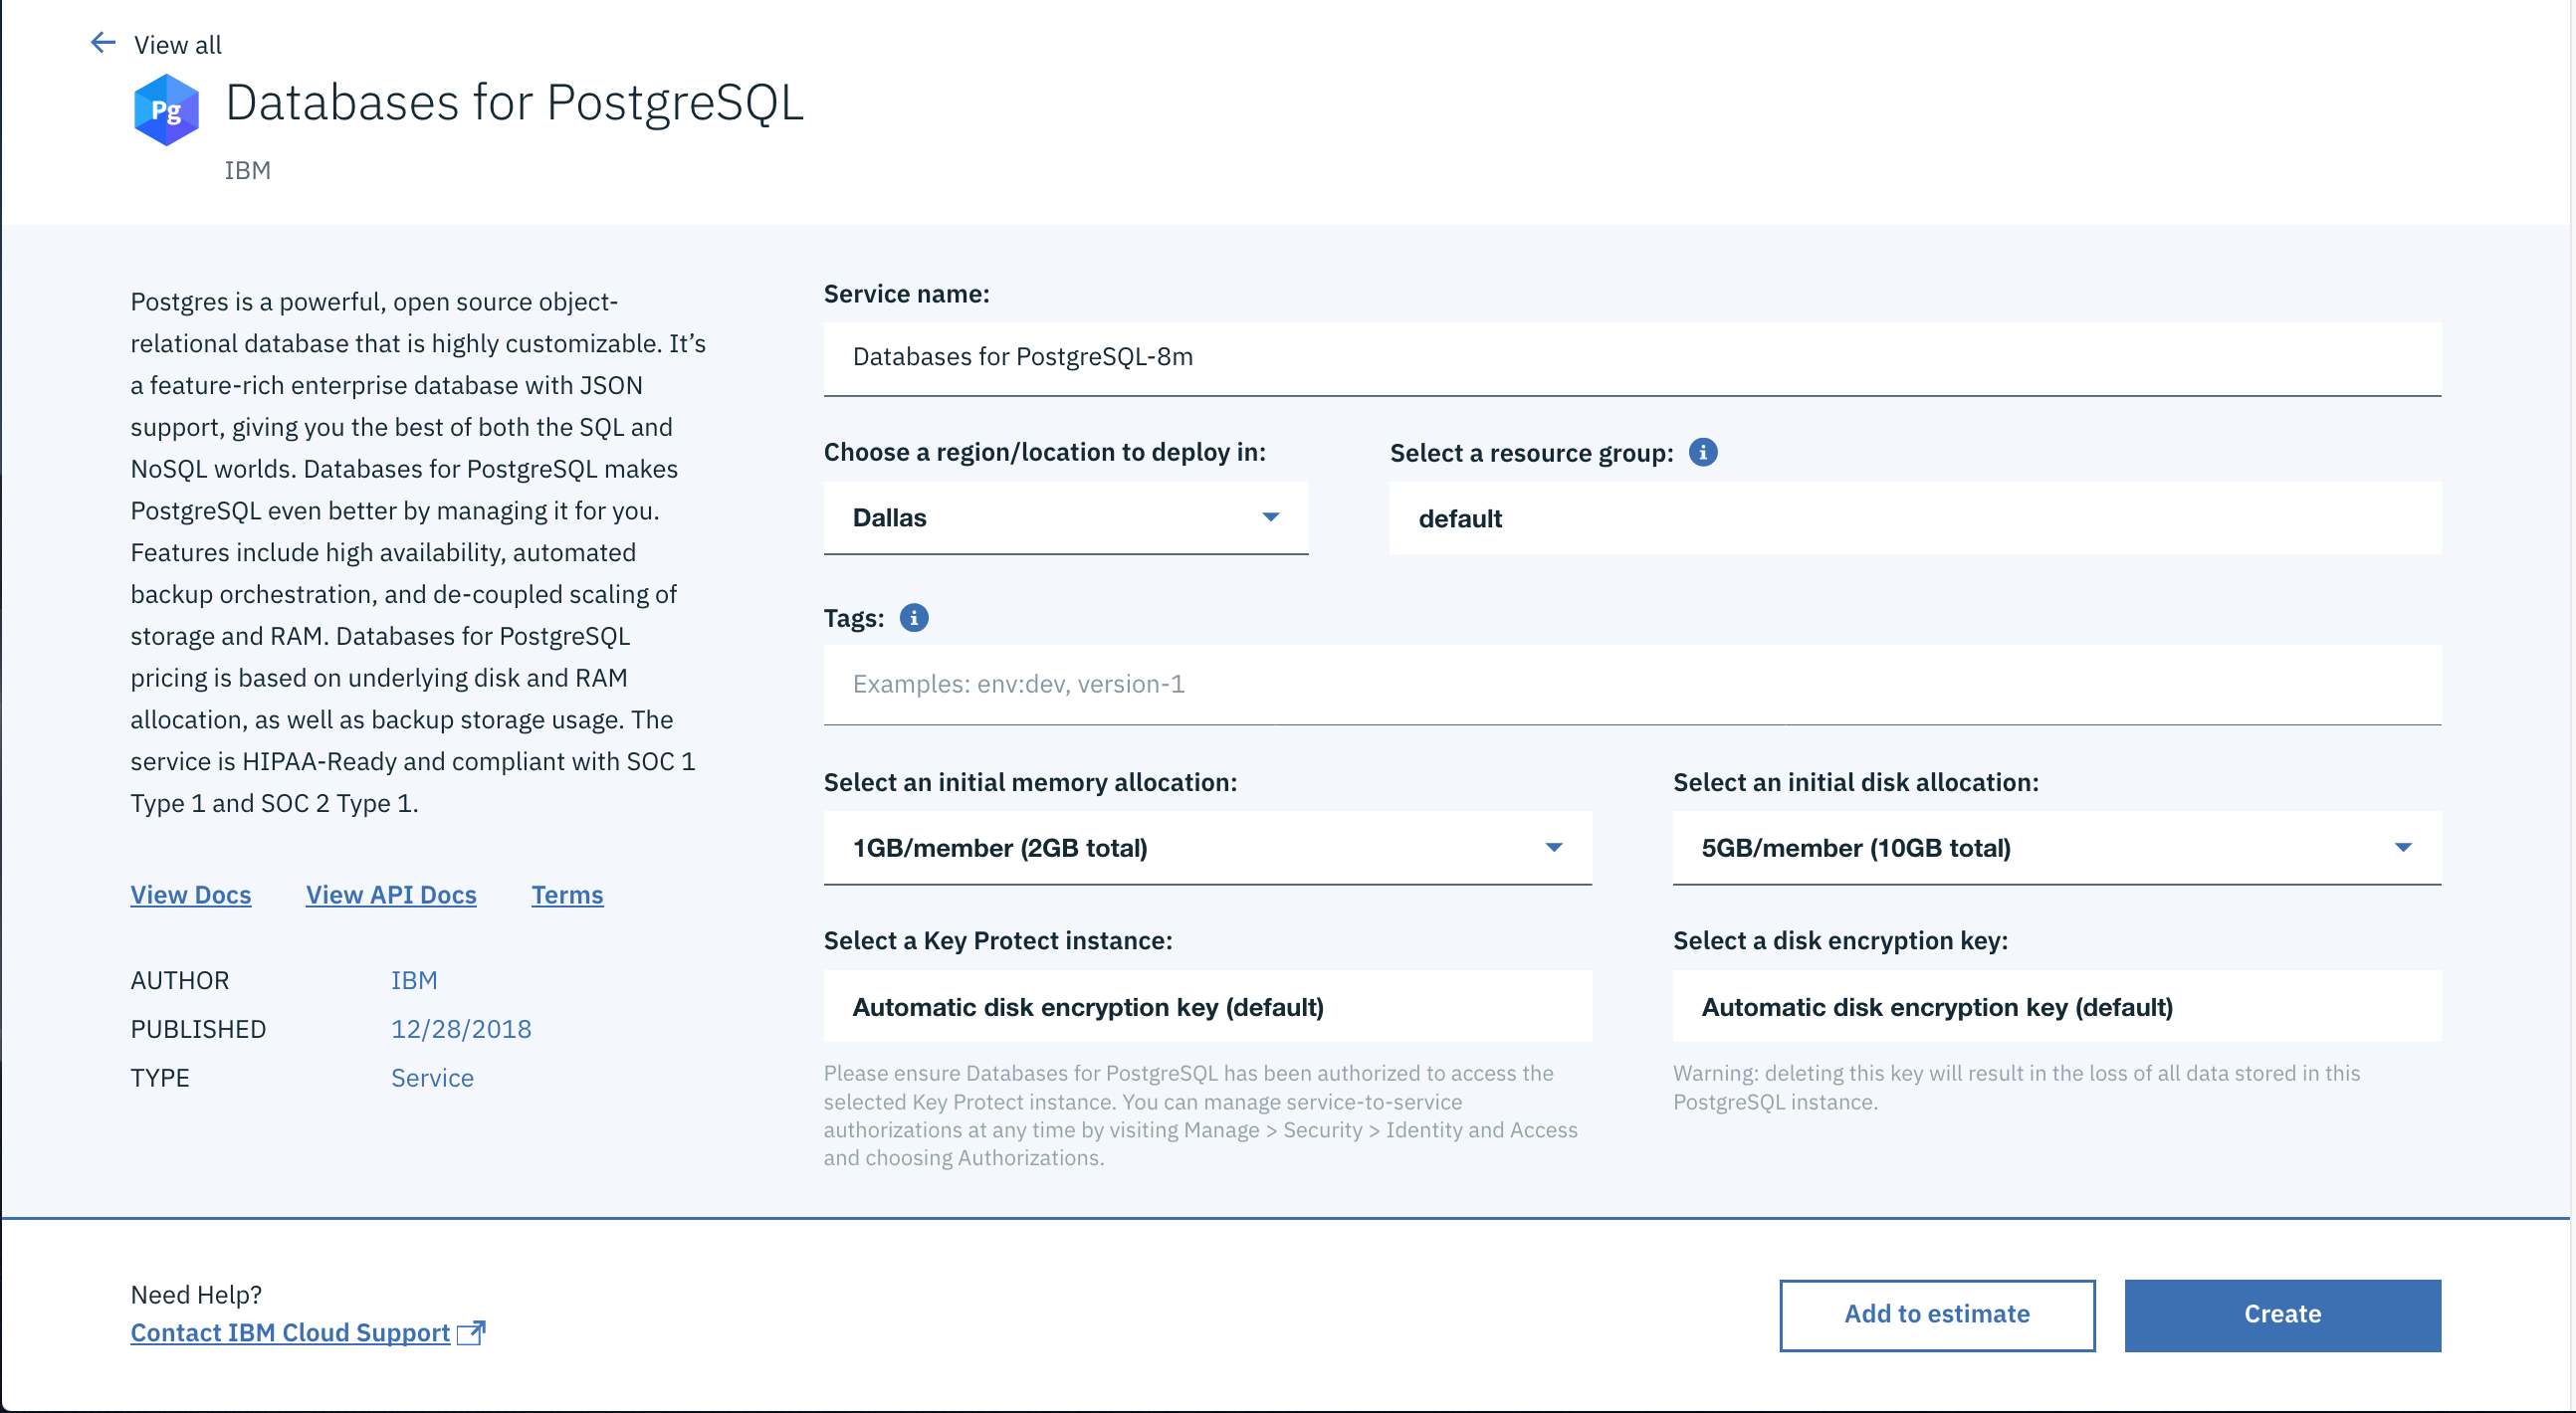 View all
Pg
Databases for PostgreSQL
IBM
Postgres is a powerful, open source object-
relational database that is highly customizable. It’s
a feature-rich enterprise database with JSON
support, giving you the best of both the SQL and
NoSQL worlds. Databases for PostgreSQL makes
PostgreSQL even better by managing it for you.
Features include high availability, automated
backup orchestration, and de-coupled scaling of
storage and RAM. Databases for PostgreSQL
pricing is based on underlying disk and RAM
allocation, as well as backup storage usage. The
service is HIPAA-Ready and compliant with SOC 1
Type 1 and SOC 2 Type 1.
View Docs View API Docs Terms
AUTHOR IBM
PUBLISHED 12/28/2018
TYPE Service
Service name:
Databases for PostgreSQL-8m
Choose a region/location to deploy in:
Dallas
Select a resource group:
default
Tags:
Examples: env:dev, version-1
Select an initial memory allocation:
1GB/member (2GB total)
Select an initial disk allocation:
5GB/member (10GB total)
Select a Key Protect instance:
Automatic disk encryption key (default)
Please ensure Databases for PostgreSQL has been authorized to access the
selected Key Protect instance. You can manage service-to-service
authorizations at any time by visiting Manage > Security > Identity and Access
and choosing Authorizations.
Select a disk encryption key:
Automatic disk encryption key (default)
Warning: deleting this key will result in the loss of all data stored in this
PostgreSQL instance.
Need Help?
Contact IBM Cloud Support
Add to estimate
Create